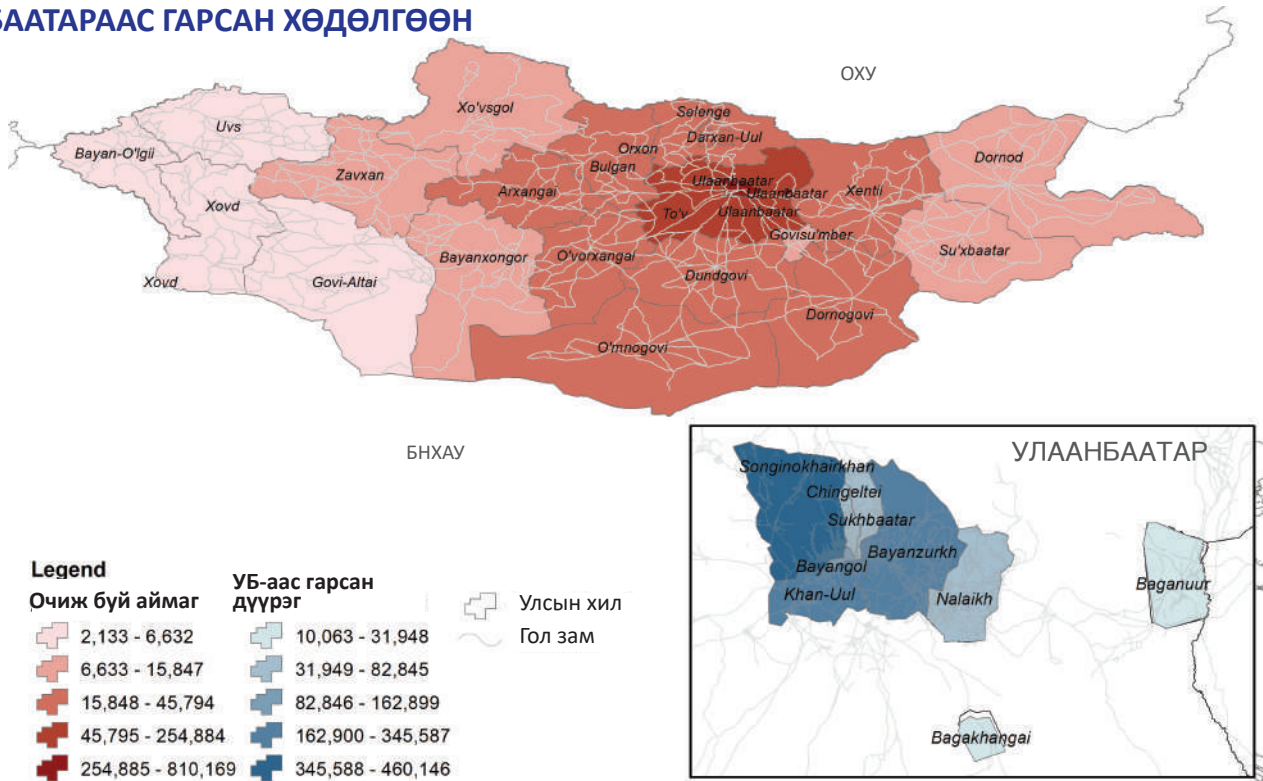 БААТАРААС ГАРСАН ХӨДӨЛГӨӨН
ОХУ
Xo'vsgol
Selenge
Uvs
Darxan-Uul
Bayan-O'lgii
Orxon
Dornod
Bulgan
Zavxan
Ulaanbaatar
Arxangai
Ulaanbaatar
Xentii
Xovd
To'v
Ulaanbaatar
Govisu'mber
Su'xbaatar
O'vorxangai
Bayanxongor
Xovd
Govi-Altai
Dundgovi
Dornogovi
O'mnogovi
БНХАУ
УЛААНБААТАР
Songinokhairkhan
Chingeltei
Sukhbaatar
Bayanzurkh
Bayangol
Baganuur
Khan-Uul
Nalaikh
Bagakhangai
Legend
Очиж буй аймаг
2,133 - 6,632
6,633 - 15,847
15,848 - 45,794
45,795 - 254,884
254,885 - 810,169
УБ-аас гарсан
дүүрэг
10,063 - 31,948
31,949 - 82,845
82,846 - 162,899
162,900 - 345,587
345,588 - 460,146
Улсын хил
Гол зам